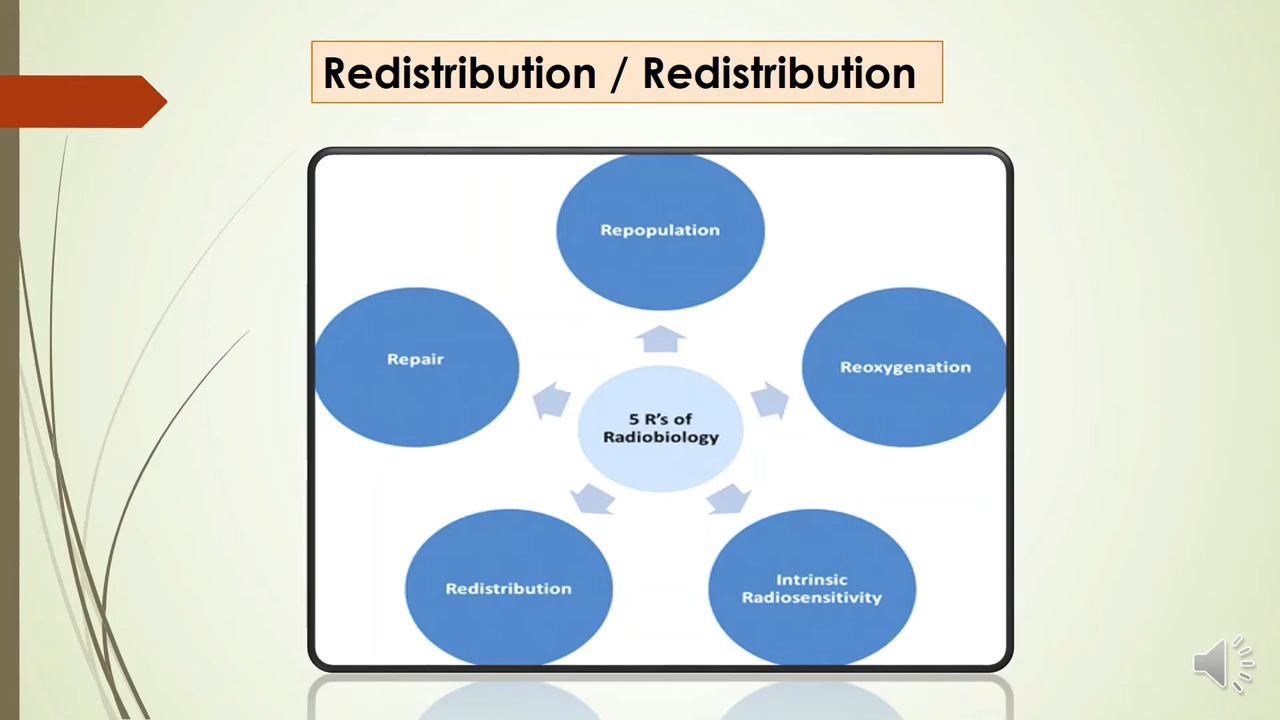 Redistribution / Redistribution
Repopulation
Repair
Reoxygenation
5 R’s of
Radiobiology
Redistribution
Intrinsic
Radiosensitivity